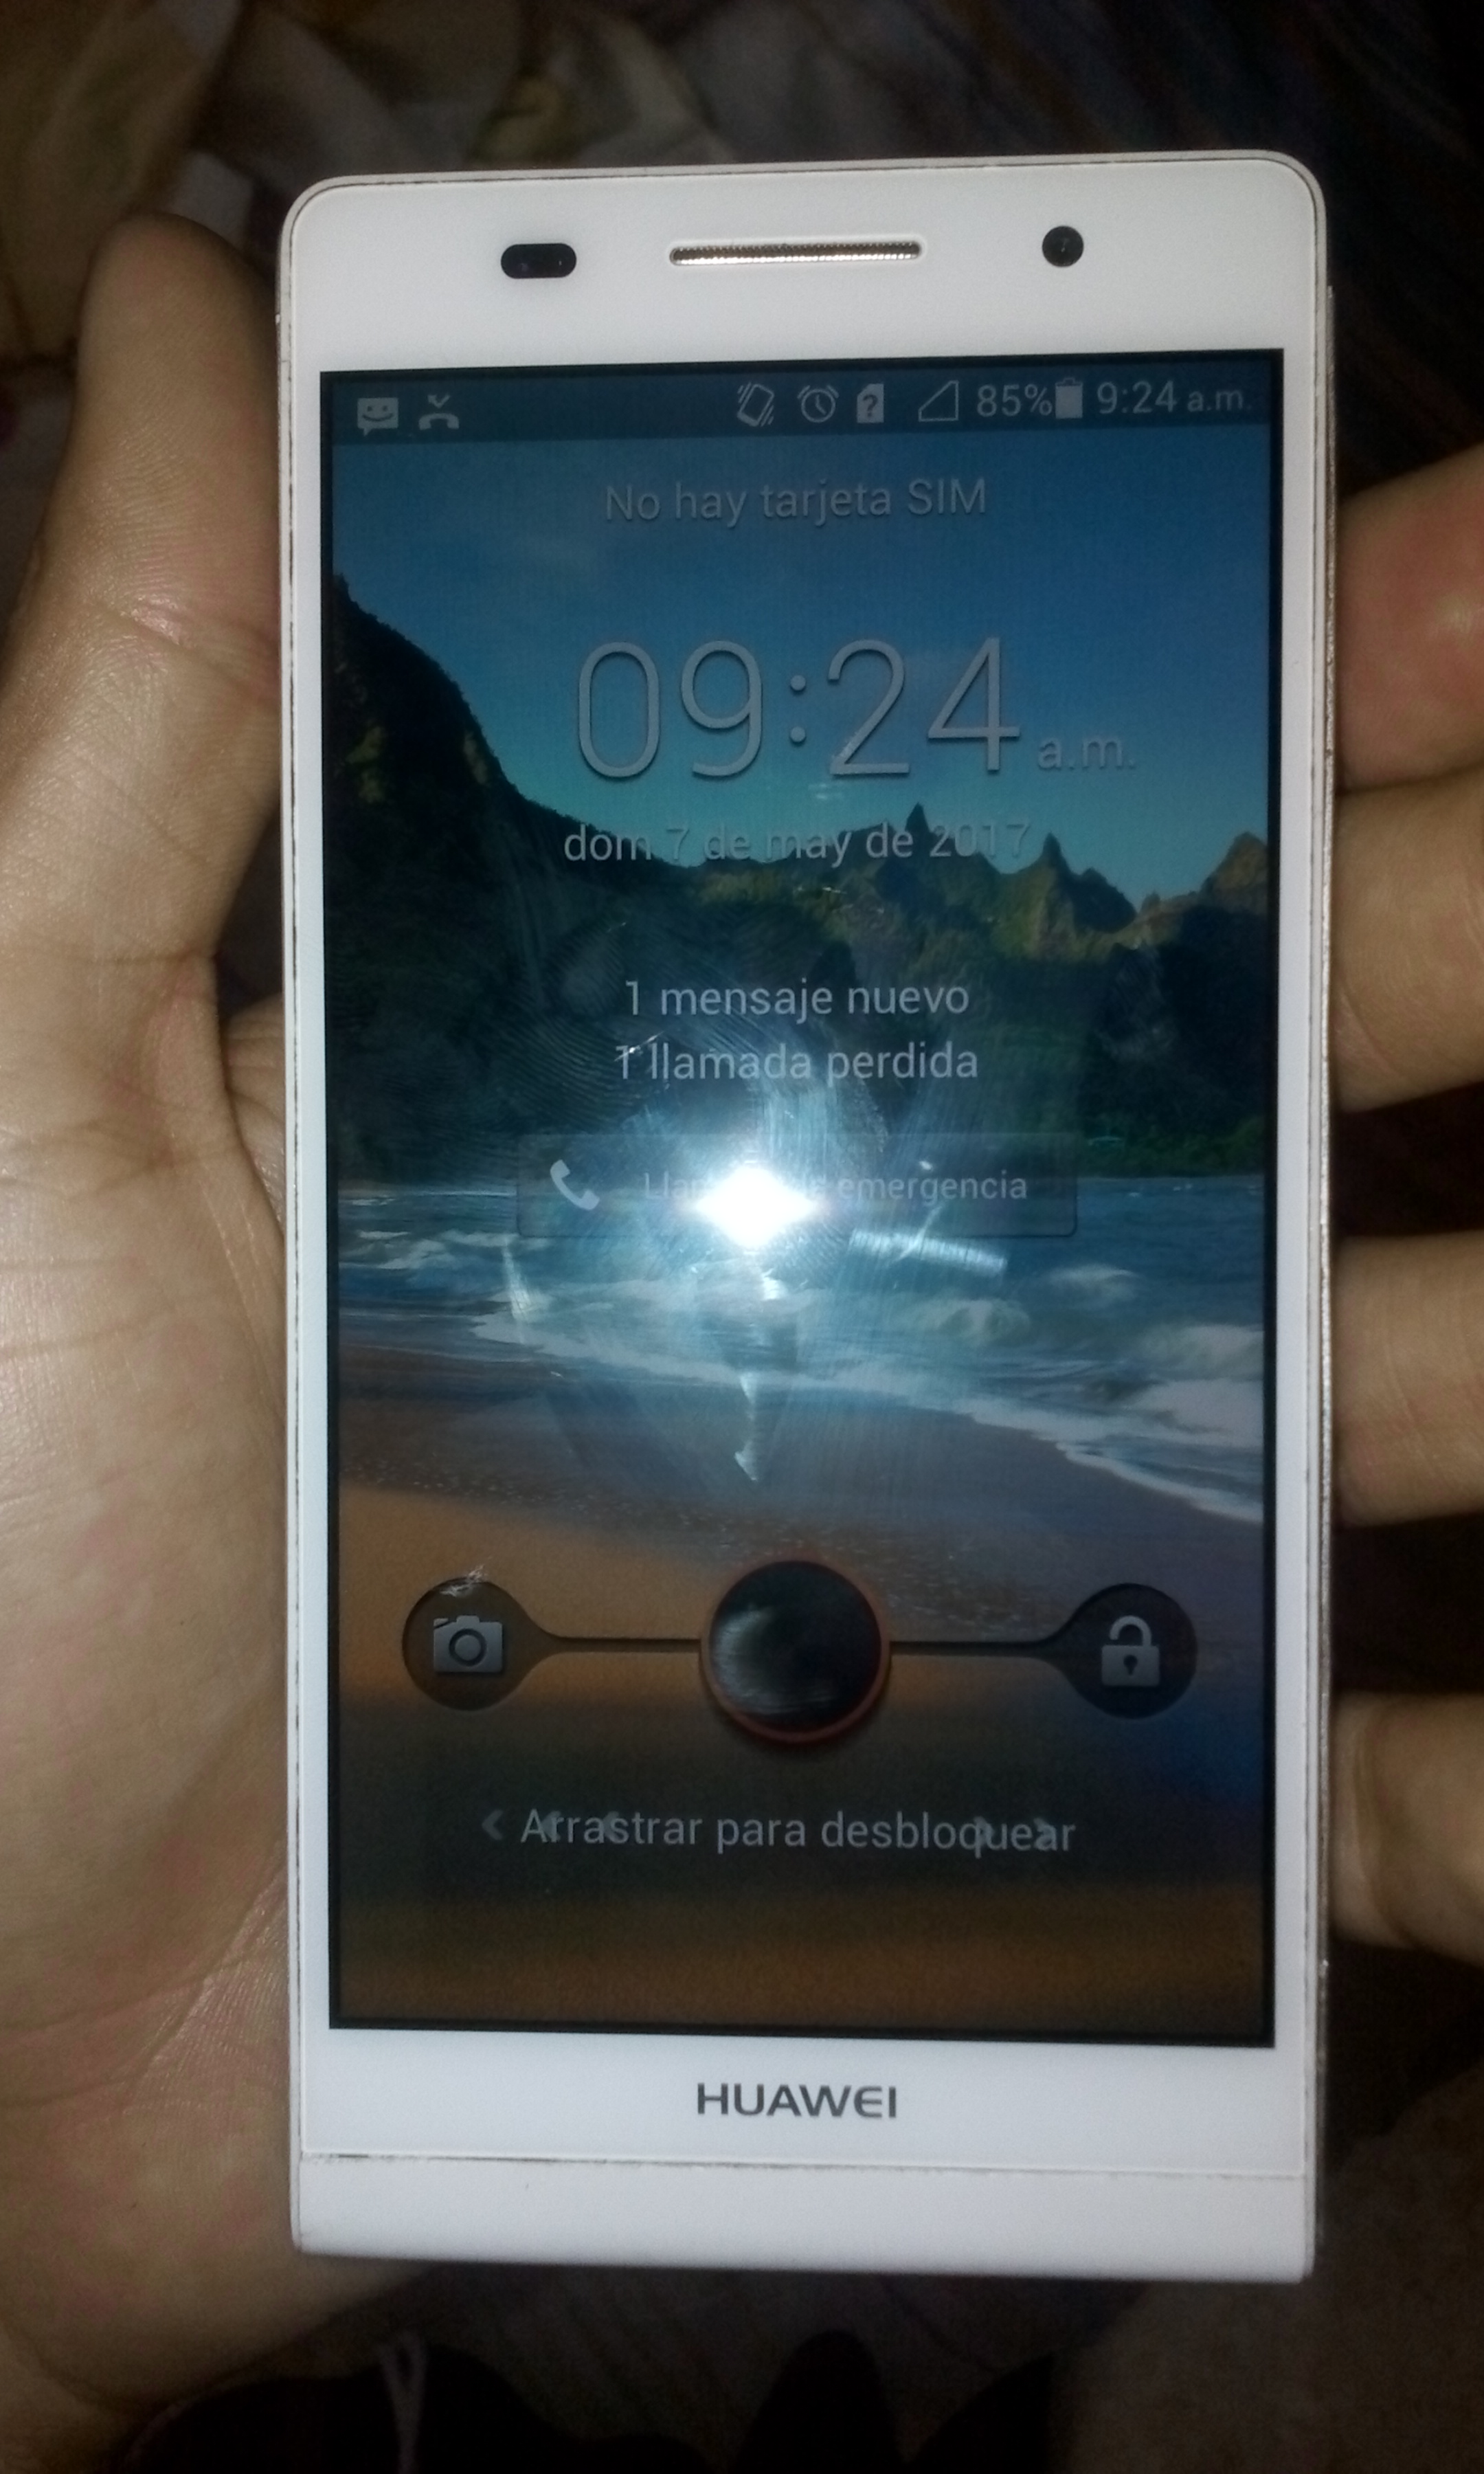 85% 9:24 a.m.
No hay tarjeta SIM
09:24 a.m.
dom 7 de may de 2017
1 mensaje nuevo
1 llamada perdida
emergencia
Arrastrar para desbloquear
HUAWEI